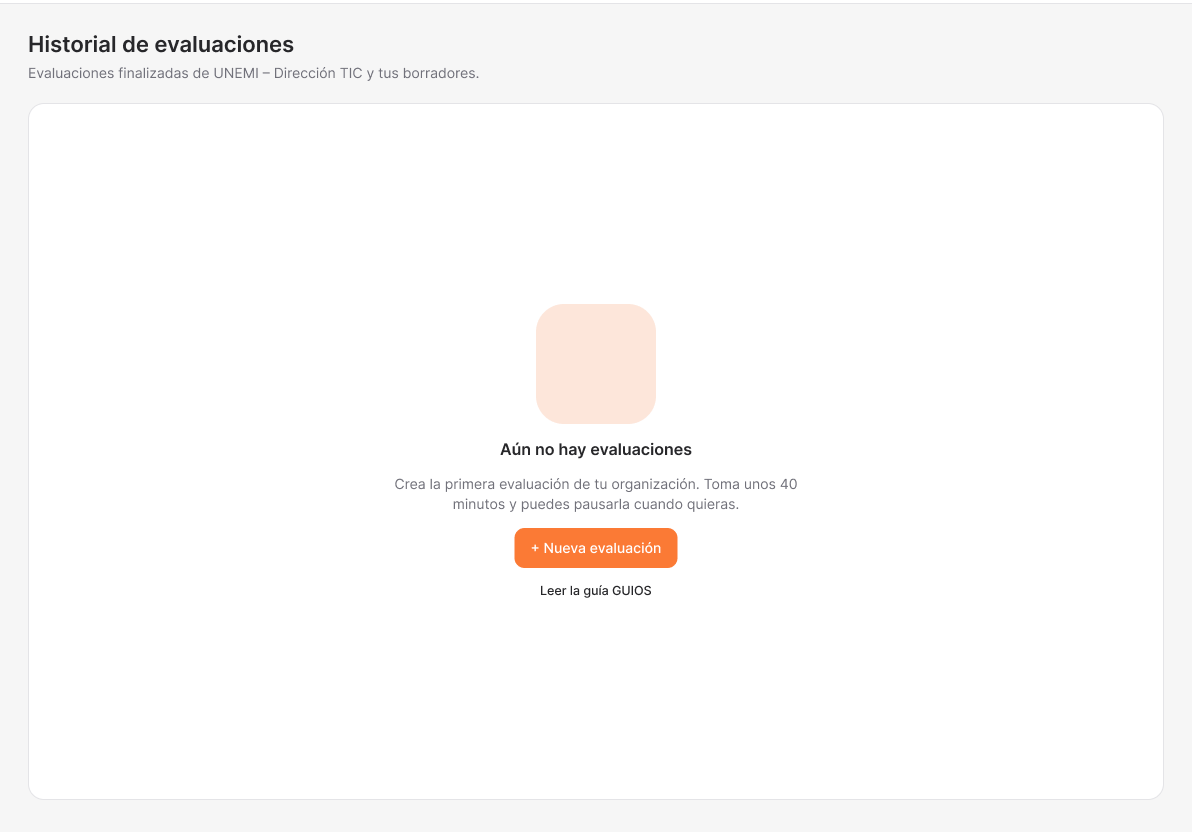 Historial de evaluaciones
Evaluaciones finalizadas de UNEMI – Dirección TIC y tus borradores.
Aún no hay evaluaciones
Crea la primera evaluación de tu organización. Toma unos 40
minutos y puedes pausarla cuando quieras.
+ Nueva evaluación
Leer la guía GUIOS